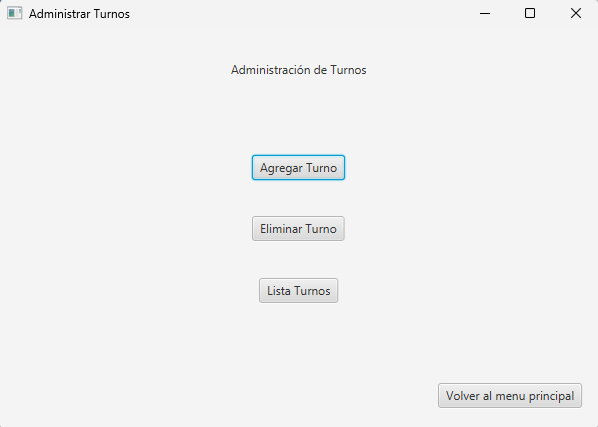 Administrar Turnos
Administración de Turnos
Agregar Turno
Eliminar Turno
Lista Turnos
Volver al menu principal